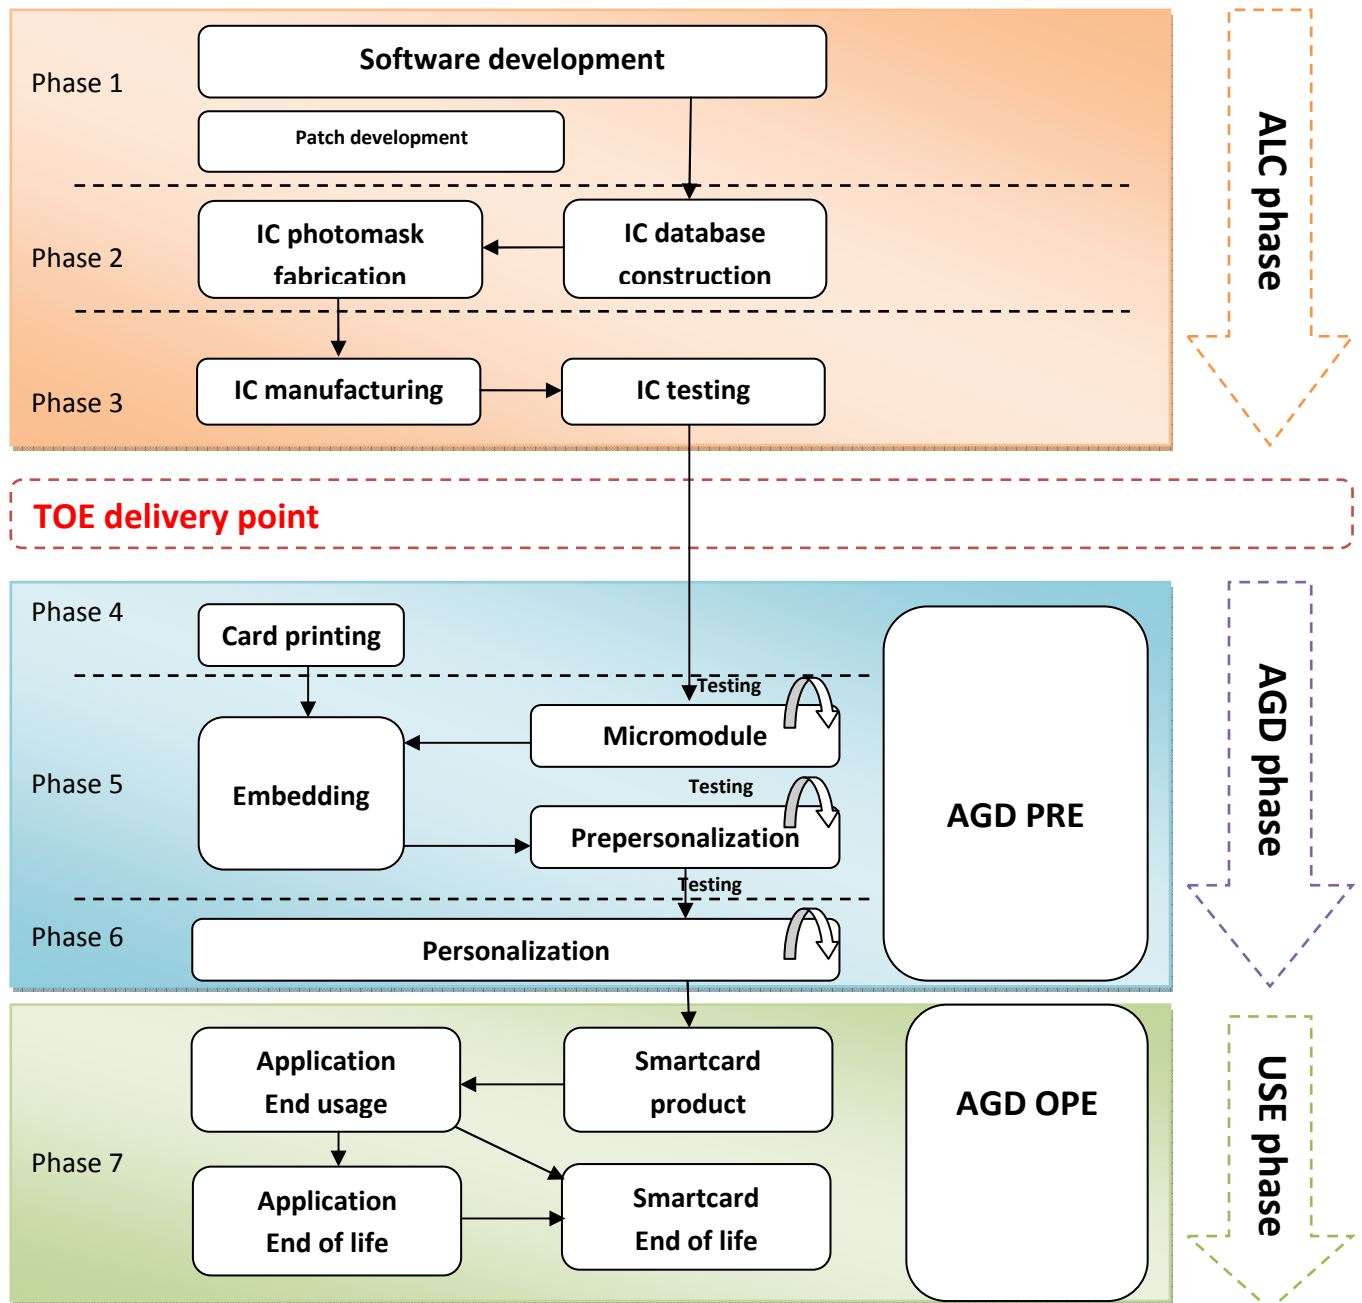 Software development
Phase 1
Patch development
ALC phase
IC photomask
fabrication
IC database
construction
Phase 2
IC manufacturing
IC testing
Phase 3
TOE delivery point
Phase 4
Card printing
Testing
Micromodule
AGD phase
Phase 5
Embedding
Testing
Prepersonalization
AGD PRE
Testing
Phase 6
Personalization
Application
End usage
Smartcard
product
AGD OPE
USE phase
Phase 7
Application
End of life
Smartcard
End of life